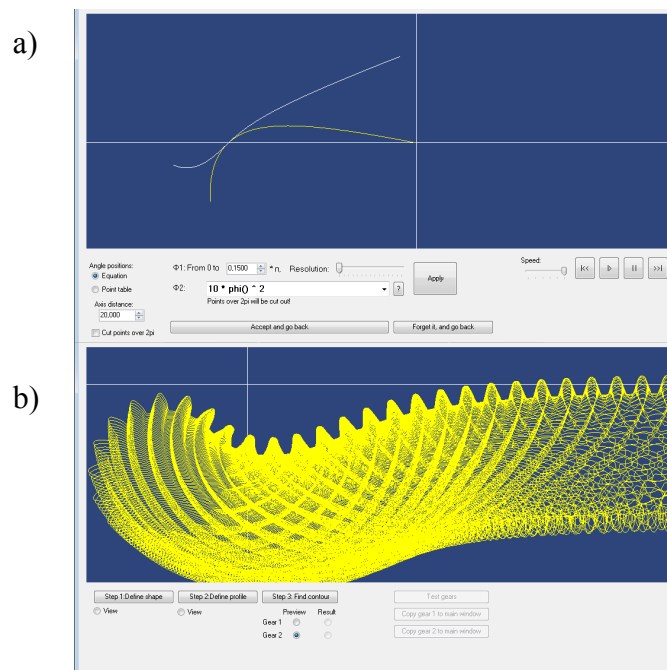 a)
Angle positions:
Equation
Point table
Axis distance:
20,000
Cut points over 2pi
Φ1: From 0 to 0,1500 * π, Resolution:
Φ2: 10 * phi() ^ 2 ?
Points over 2pi will be cut out!
Apply
Speed:
Accept and go back Forget it, and go back
b)
Step 1:Define shape Step 2:Define profile Step 3: Find contour Test gears
View View Preview Result
Gear 1 Copy gear 1 to main window
Gear 2 Copy gear 2 to main window